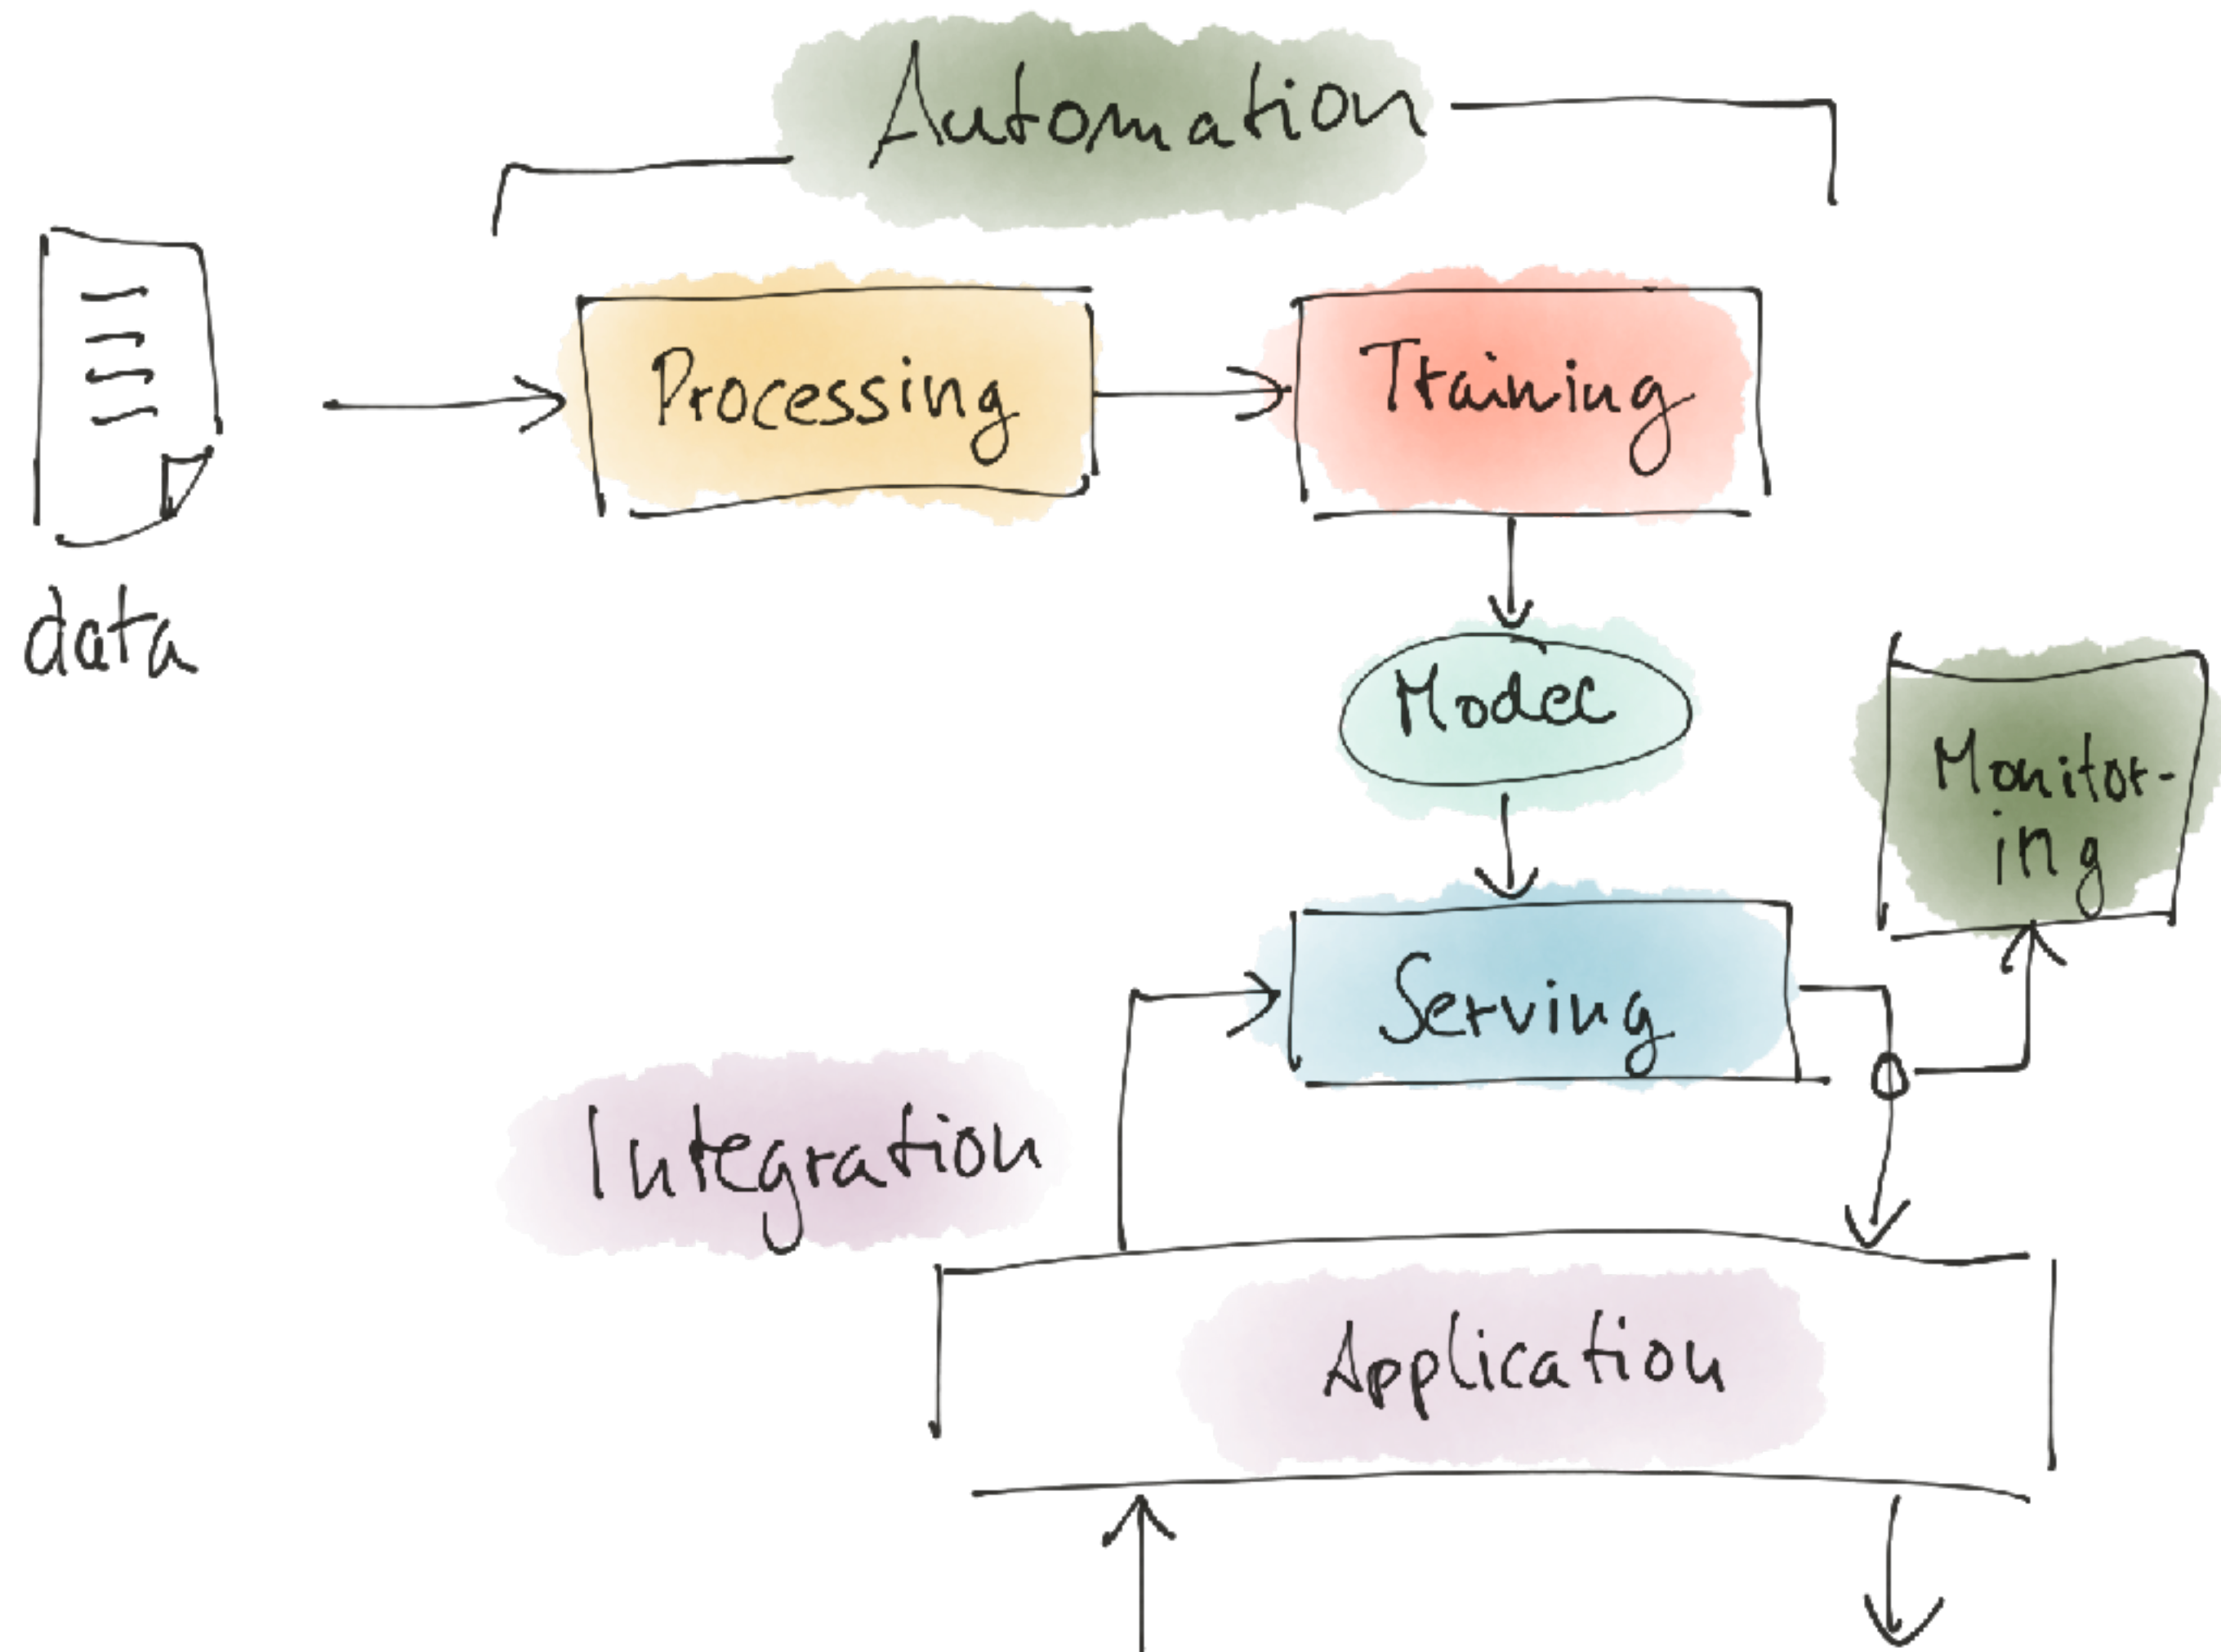 Automation
Processing
Training
data
Model
Monitor-
ing
Serving
Integration
Application